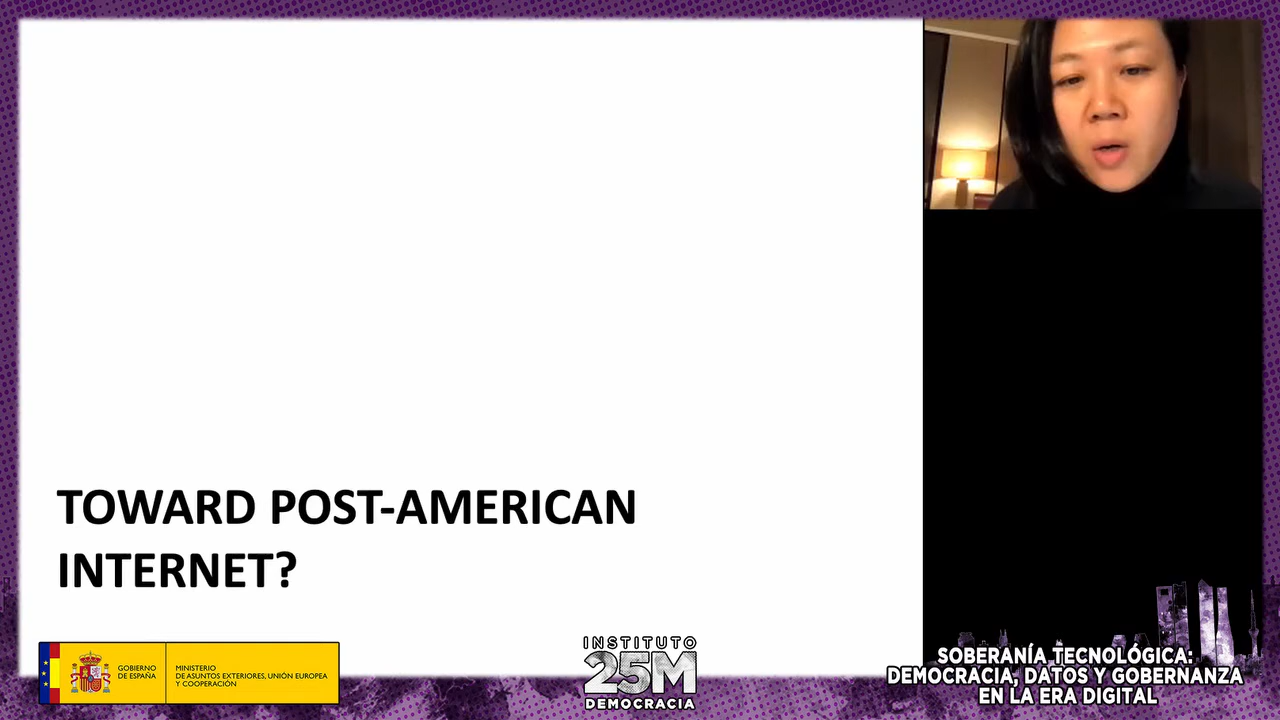 TOWARD POST-AMERICAN
INTERNET?
GOBIERNO
DE ESPAÑA
MINISTERIO
DE ASUNTOS EXTERIORES, UNIÓN EUROPEA
Y COOPERACIÓN
INSTITUTO
25M
DEMOCRACIA
SOBERANÍA TECNOLÓGICA:
DEMOCRACIA, DATOS Y GOBERNANZA
EN LA ERA DIGITAL